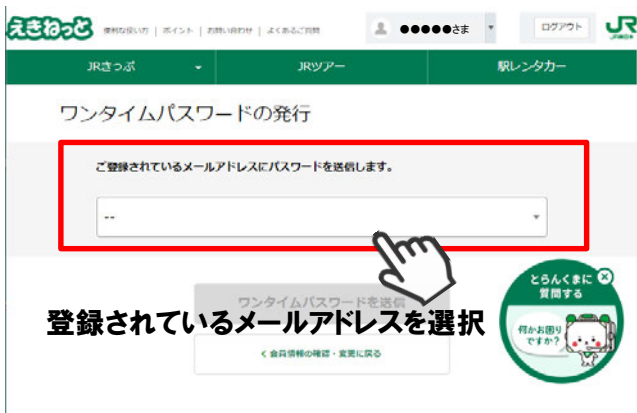 えきねっと 便利な使い方 | ポイント | お問い合わせ | よくあるご質問 ●●●●●さま ログアウト JR
JRきっぷ JRツアー 駅レンタカー
ワンタイムパスワードの発行
ご登録されているメールアドレスにパスワードを送信します。
--
ワンタイムパスワードを送信
登録されているメールアドレスを選択
< 会員情報の確認・変更に戻る
とらんくまに
質問する
何かお困り
ですか?